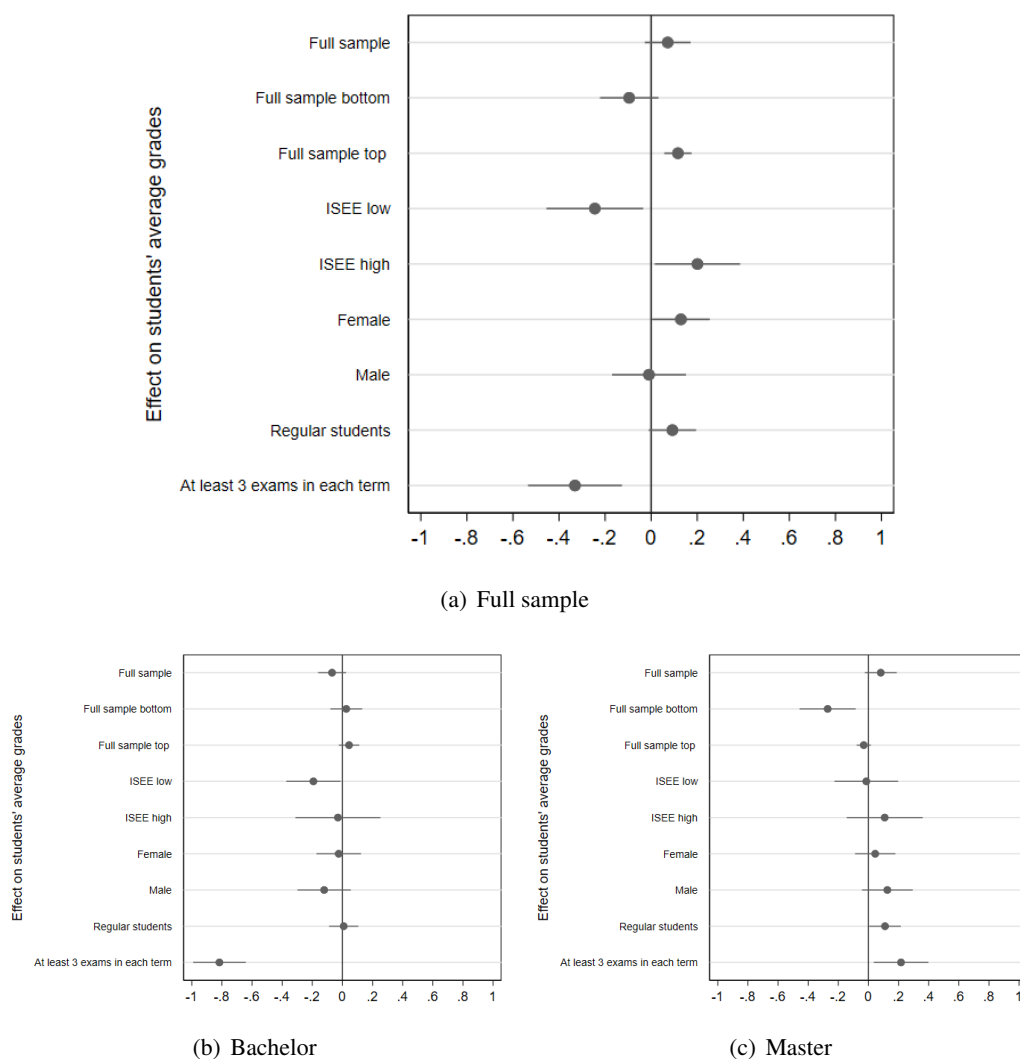 Effect on students' average grades
Full sample
Full sample bottom
Full sample top
ISEE low
ISEE high
Female
Male
Regular students
At least 3 exams in each term
-1 -.8 -.6 -.4 -.2 0 .2 .4 .6 .8 1
(a) Full sample
Effect on students' average grades
Full sample
Full sample bottom
Full sample top
ISEE low
ISEE high
Female
Male
Regular students
At least 3 exams in each term
-1 -.8 -.6 -.4 -.2 0 .2 .4 .6 .8 1
(b) Bachelor
Effect on students' average grades
Full sample
Full sample bottom
Full sample top
ISEE low
ISEE high
Female
Male
Regular students
At least 3 exams in each term
-1 -.8 -.6 -.4 -.2 0 .2 .4 .6 .8 1
(c) Master